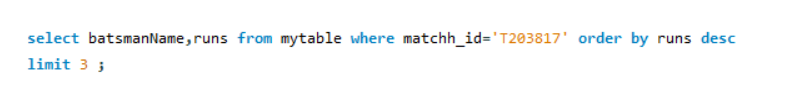 select batsmanName,runs from mytable where matchh_id='T203817' order by runs desc
limit 3 ;